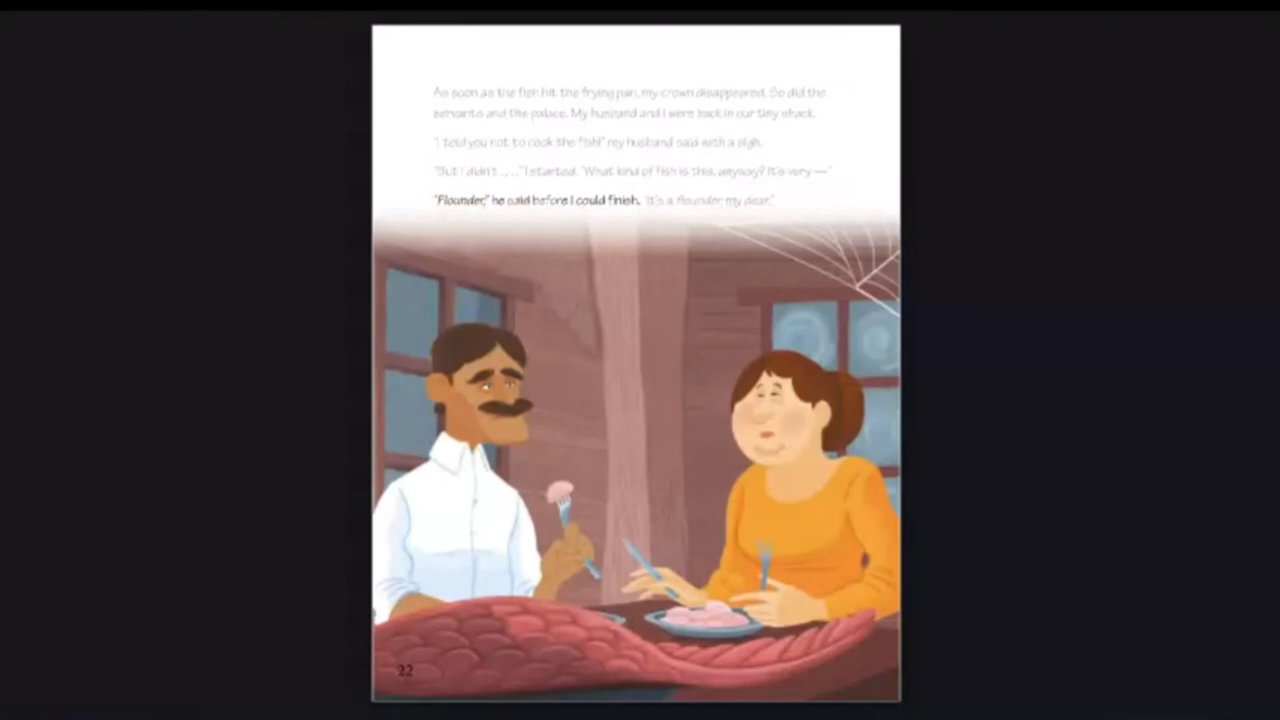 As soon as the fish hit the frying pan, my crown disappeared. So did the
servants and the palace. My husband and I were back in our tiny shack.
"I told you not to cook the fish!" my husband said with a sigh.
"But I didn't . . ." I started. "What kind of fish is this, anyway? It's very —"
"Flounder," he said before I could finish. "It's a flounder, my dear."
22